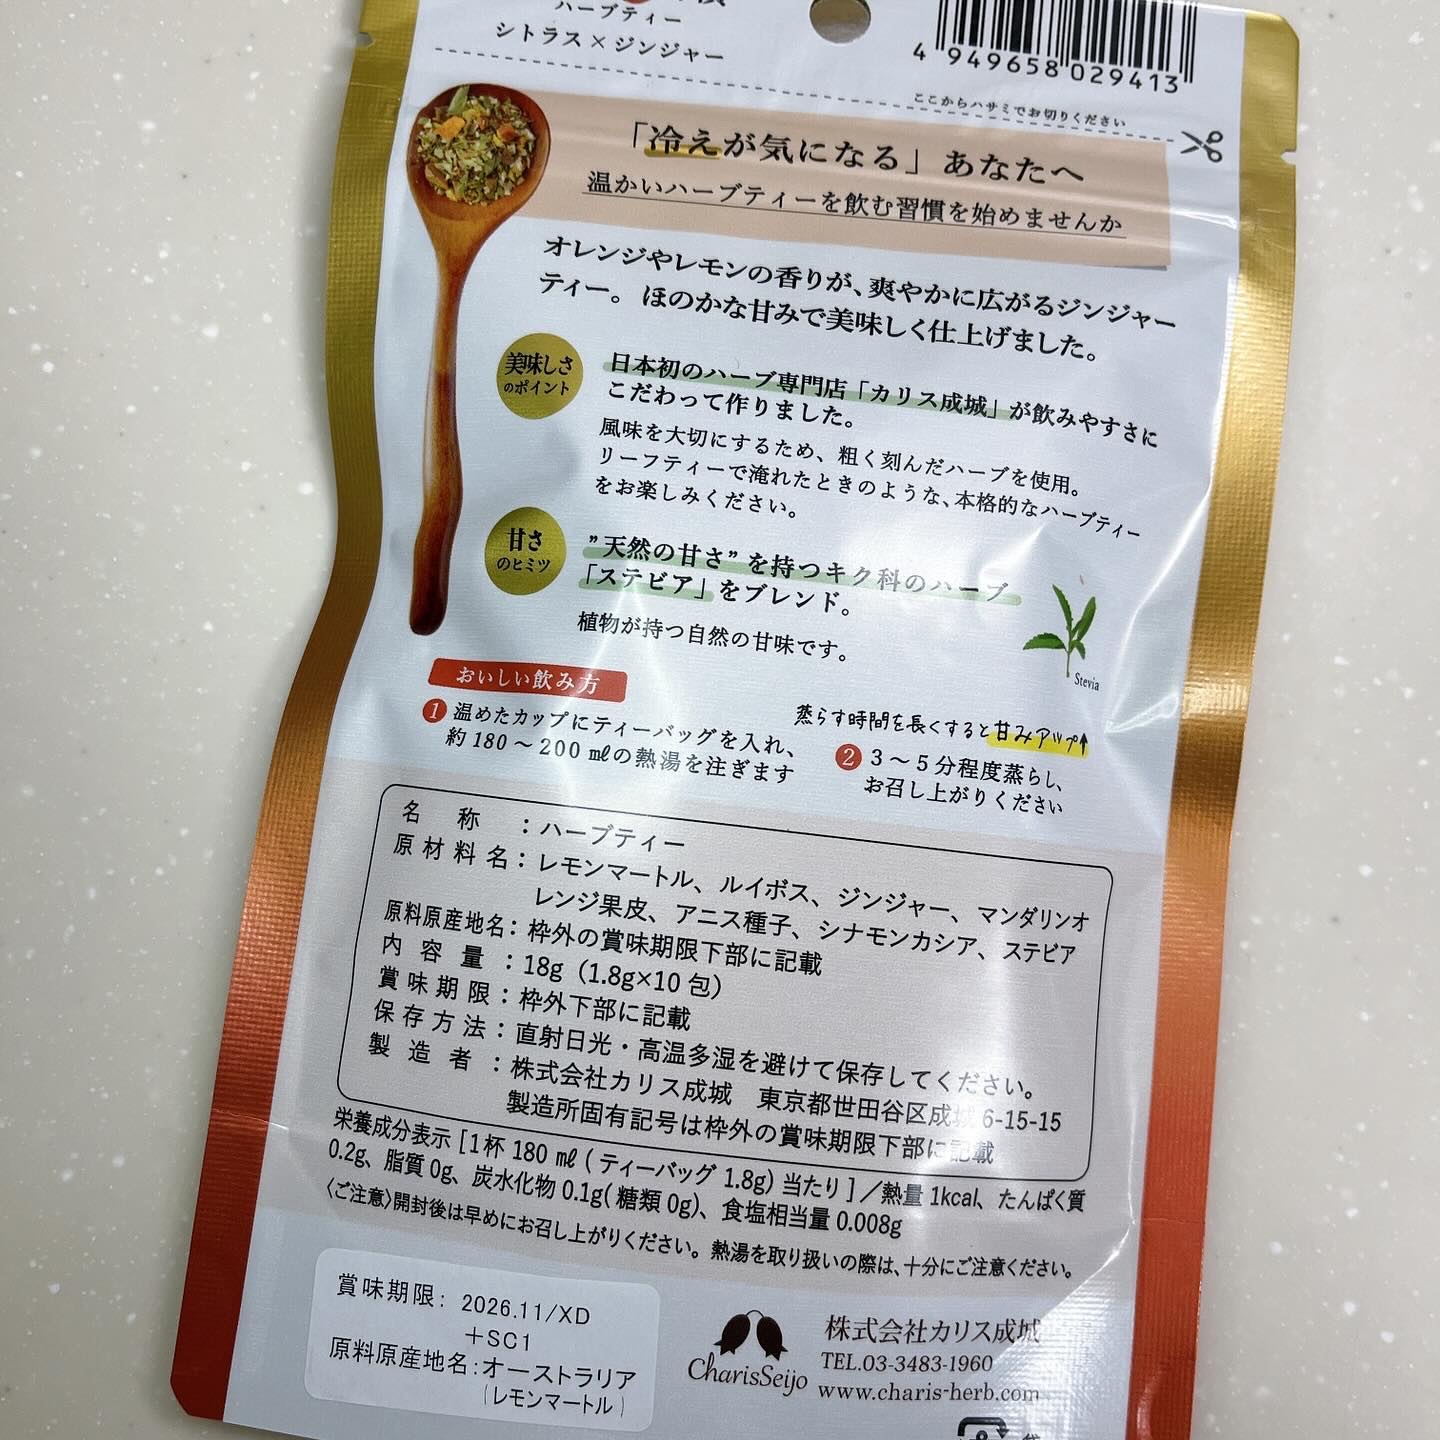 ハーブティー
シトラス×ジンジャー
4 949658 029413
ここからハサミでお切りください
「冷えが気になる」あなたへ
温かいハーブティーを飲む習慣を始めませんか
オレンジやレモンの香りが、爽やかに広がるジンジャー
ティー。ほのかな甘みで美味しく仕上げました。
美味しさ
のポイント
日本初のハーブ専門店「カリス成城」が飲みやすさに
こだわって作りました。
風味を大切にするため、粗く刻んだハーブを使用。
リーフティーで淹れたときのような、本格的なハーブティー
をお楽しみください。
甘さ
のヒミツ
”天然の甘さ”を持つキク科のハーブ
「ステビア」をブレンド。
植物が持つ自然の甘味です。
Stevia
おいしい飲み方
1 温めたカップにティーバッグを入れ、
約180～200㎖の熱湯を注ぎます
蒸らす時間を長くすると甘みアップ↑
2 3～5分程度蒸らし、
お召し上がりください
名称：ハーブティー
原材料名：レモンマートル、ルイボス、ジンジャー、マンダリンオ
レンジ果皮、アニス種子、シナモンカシア、ステビア
原料原産地名：枠外の賞味期限下部に記載
内容量：18g（1.8g×10包）
賞味期限：枠外下部に記載
保存方法：直射日光・高温多湿を避けて保存してください。
製造者：株式会社カリス成城 東京都世田谷区成城6-15-15
製造所固有記号は枠外の賞味期限下部に記載
栄養成分表示［1杯180㎖（ティーバッグ1.8g）当たり］／熱量1kcal、たんぱく質
0.2g、脂質0g、炭水化物0.1g(糖類0g)、食塩相当量0.008g
〈ご注意〉開封後は早めにお召し上がりください。熱湯を取り扱いの際は、十分にご注意ください。
賞味期限: 2026.11/XD
+SC1
原料原産地名:オーストラリア
(レモンマートル)
CharisSeijo
株式会社カリス成城
TEL.03-3483-1960
www.charis-herb.com